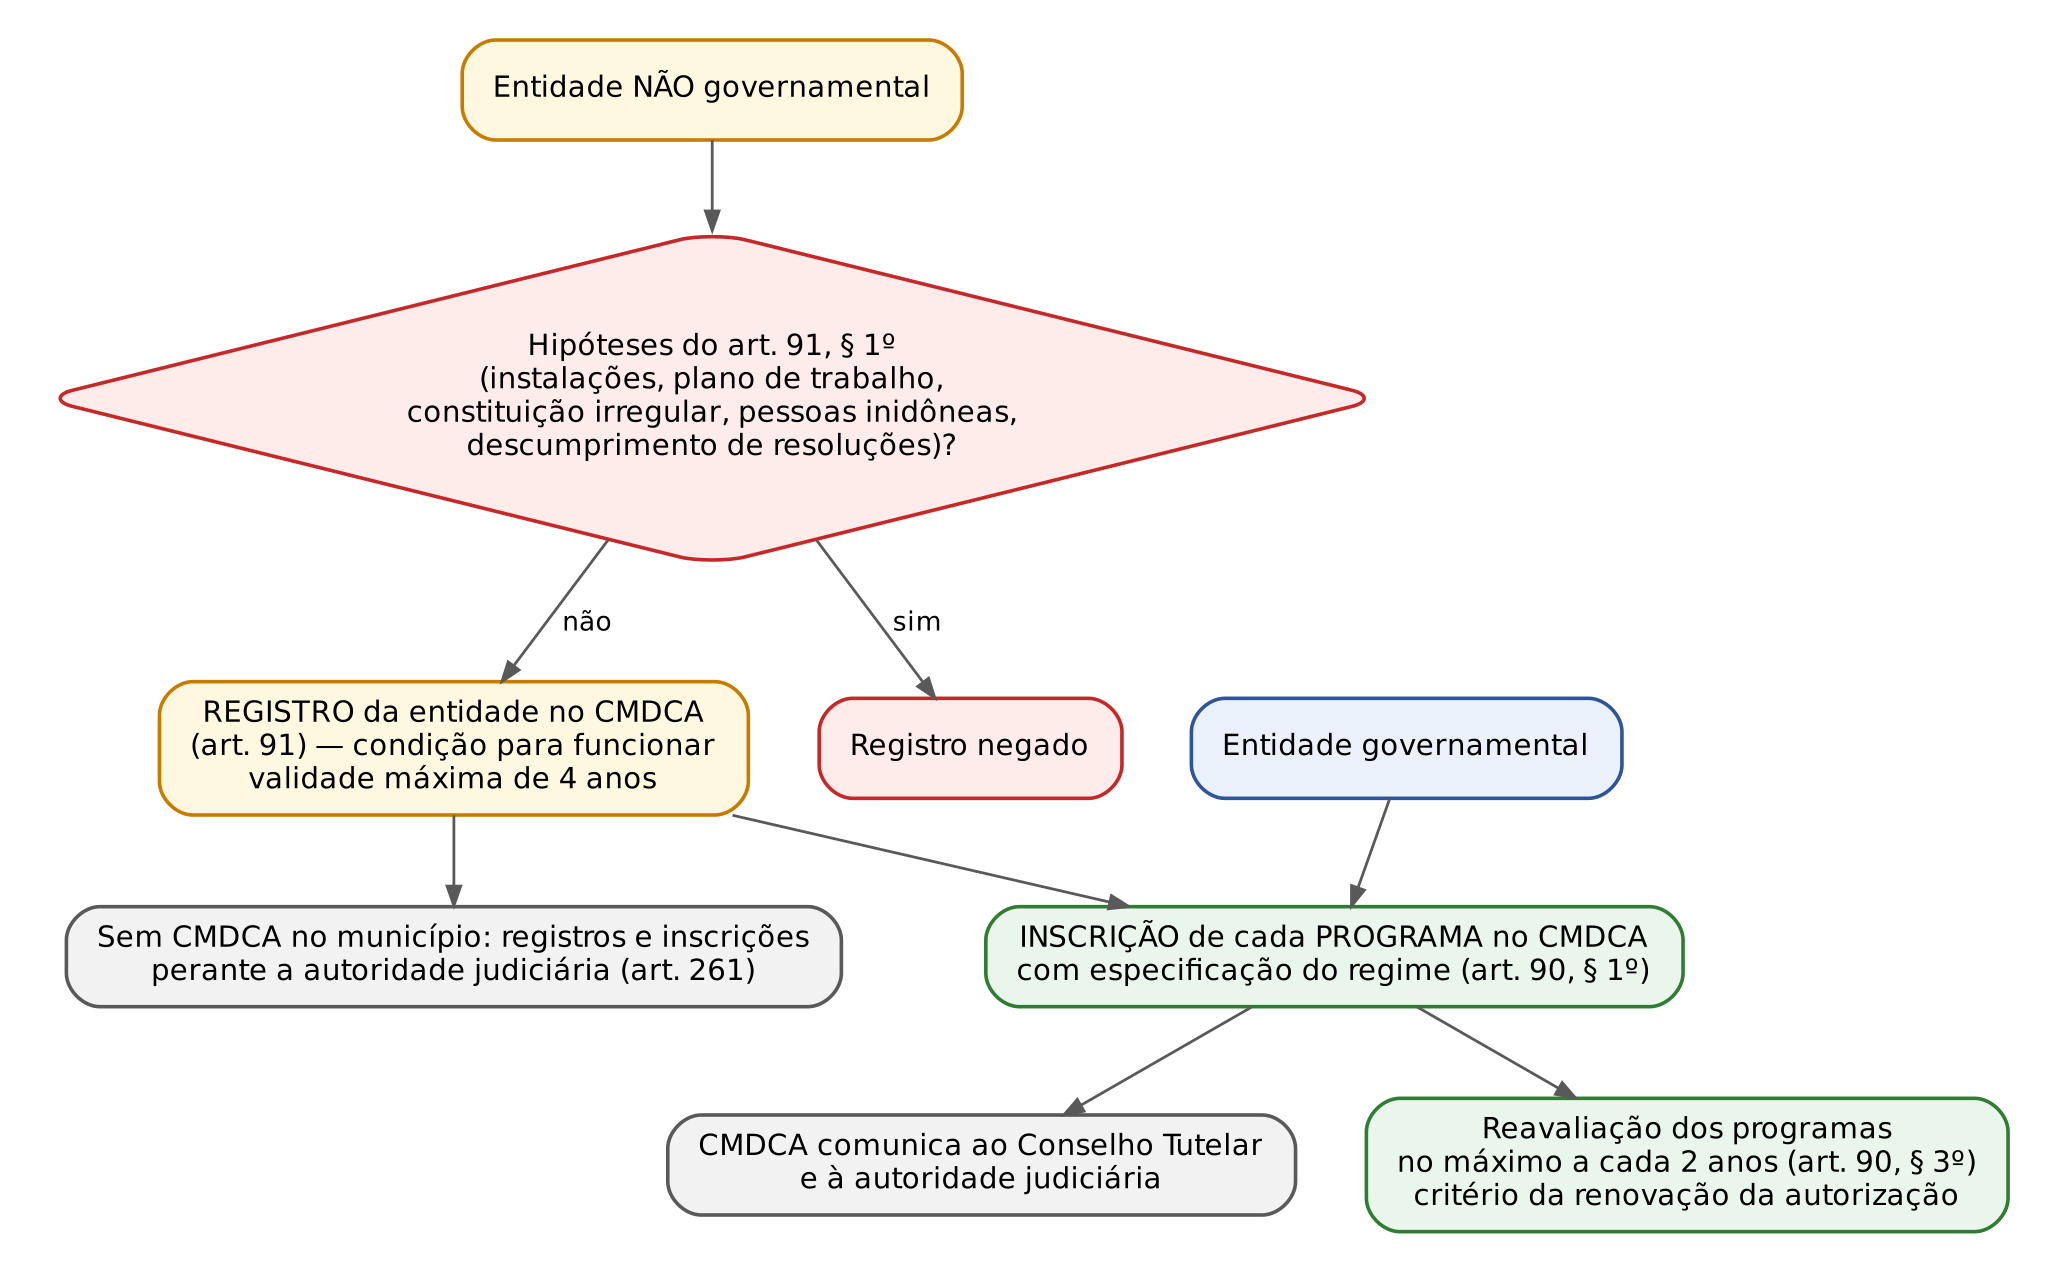 Entidade NÃO governamental
Hipóteses do art. 91, § 1º
(instalações, plano de trabalho,
constituição irregular, pessoas inidôneas,
descumprimento de resoluções)?
não
sim
REGISTRO da entidade no CMDCA
(art. 91) — condição para funcionar
validade máxima de 4 anos
Registro negado
Entidade governamental
Sem CMDCA no município: registros e inscrições
perante a autoridade judiciária (art. 261)
INSCRIÇÃO de cada PROGRAMA no CMDCA
com especificação do regime (art. 90, § 1º)
CMDCA comunica ao Conselho Tutelar
e à autoridade judiciária
Reavaliação dos programas
no máximo a cada 2 anos (art. 90, § 3º)
critério da renovação da autorização